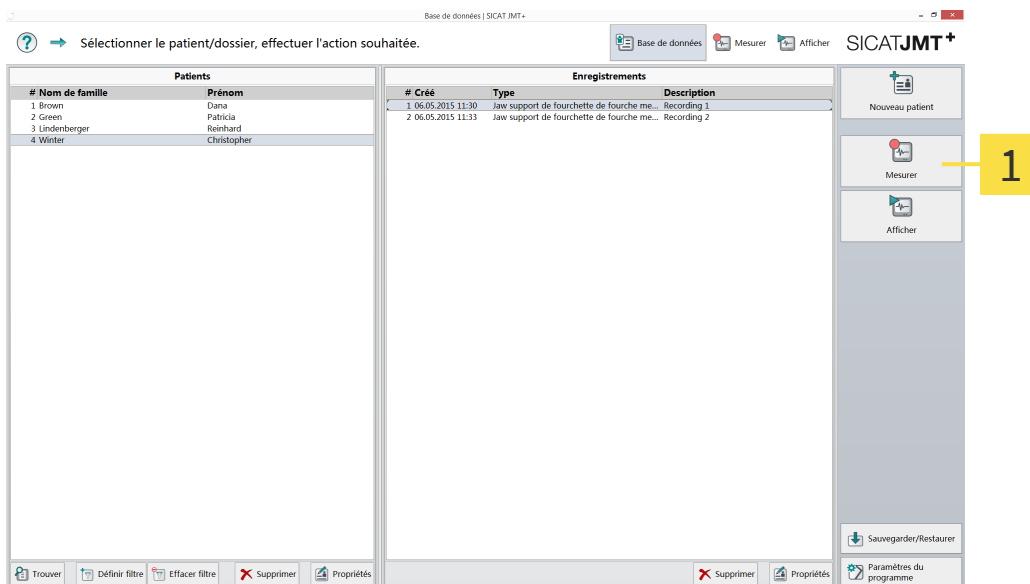 Base de données | SICAT JMT+
? Sélectionner le patient/dossier, effectuer l'action souhaitée.
Base de données Mesurer Afficher SICATJMT+
Patients
# Nom de famille Prénom
1 Brown Dana
2 Green Patricia
3 Lindenberger Reinhard
4 Winter Christopher
Enregistrements
# Créé Type Description
1 06.05.2015 11:30 Jaw support de fourchette de fourche me... Recording 1
2 06.05.2015 11:33 Jaw support de fourchette de fourche me... Recording 2
Nouveau patient
Mesurer
1
Afficher
Sauvegarder/Restaurer
Paramètres du
programme
Trouver Définir filtre Effacer filtre Supprimer Propriétés
Supprimer Propriétés